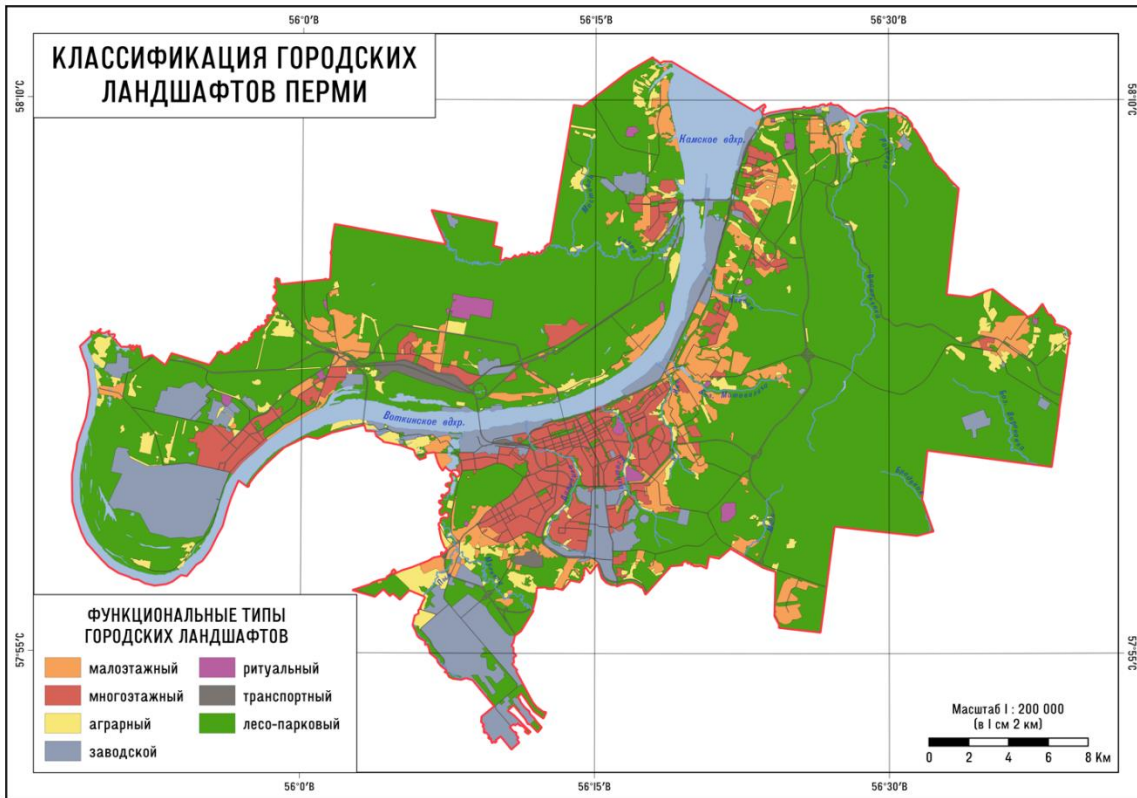 56°0'В
56°15'В
56°30'В
КЛАССИФИКАЦИЯ ГОРОДСКИХ
ЛАНДШАФТОВ ПЕРМИ
58°10'С
58°10'С
Камское вдхр.
Воткинское вдхр.
ФУНКЦИОНАЛЬНЫЕ ТИПЫ
ГОРОДСКИХ ЛАНДШАФТОВ
малоэтажный
многоэтажный
аграрный
заводской
ритуальный
транспортный
лесо-парковый
57°55'С
57°55'С
Масштаб 1 : 200 000
(в 1 см 2 км)
0 2 4 6 8 Км
56°0'В
56°15'В
56°30'В